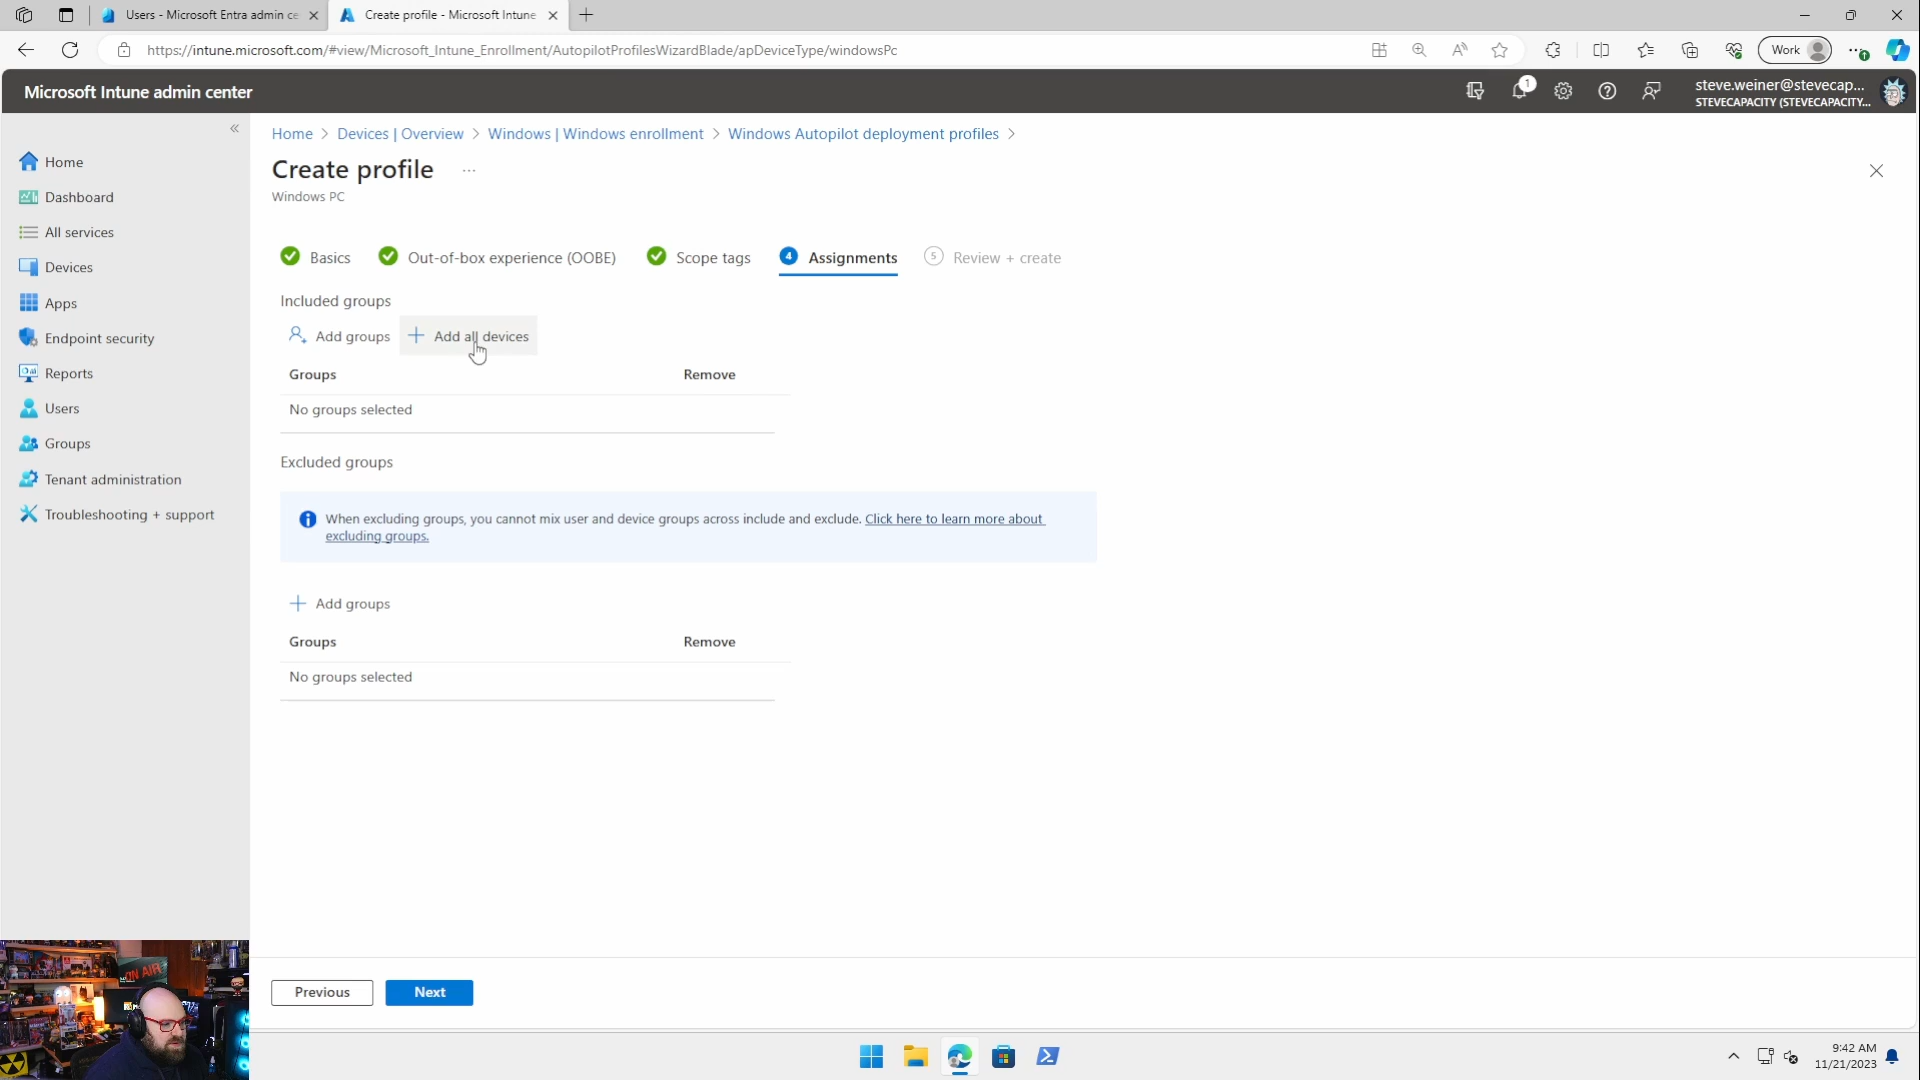 Users - Microsoft Entra admin ce
Create profile - Microsoft Intune
https://intune.microsoft.com/#view/Microsoft_Intune_Enrollment/AutopilotProfilesWizardBlade/apDeviceType/windowsPc
Work
Microsoft Intune admin center
1
steve.weiner@stevecap...
STEVECAPACITY (STEVECAPACITY,...
Home
Dashboard
All services
Devices
Apps
Endpoint security
Reports
Users
Groups
Tenant administration
Troubleshooting + support
Home > Devices | Overview > Windows | Windows enrollment > Windows Autopilot deployment profiles >
Create profile ...
Windows PC
Basics
Out-of-box experience (OOBE)
Scope tags
4 Assignments
5 Review + create
Included groups
Add groups
Add all devices
Groups Remove
No groups selected
Excluded groups
When excluding groups, you cannot mix user and device groups across include and exclude. Click here to learn more about
excluding groups.
Add groups
Groups Remove
No groups selected
Previous
Next
ON AIR
9:42 AM
11/21/2023